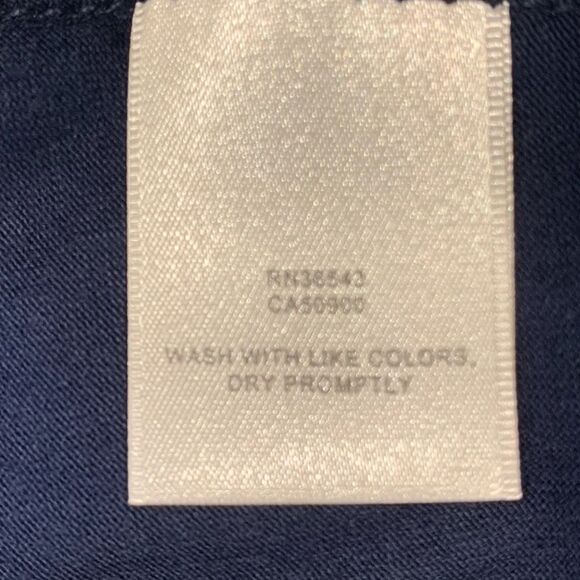 RN36543
CA50900
WASH WITH LIKE COLORS.
DRY PROMPTLY